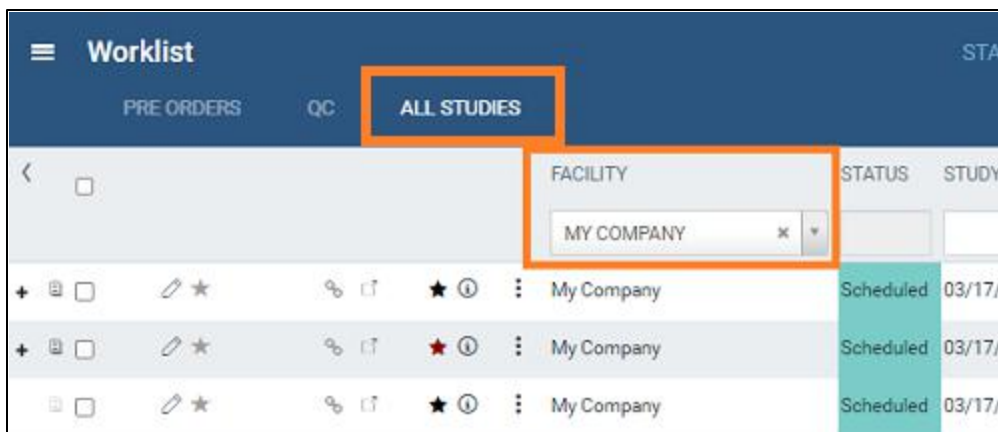 Worklist
STA
PRE ORDERS QC ALL STUDIES
FACILITY STATUS STUDY
MY COMPANY
My Company Scheduled 03/17/
My Company Scheduled 03/17/
My Company Scheduled 03/17/